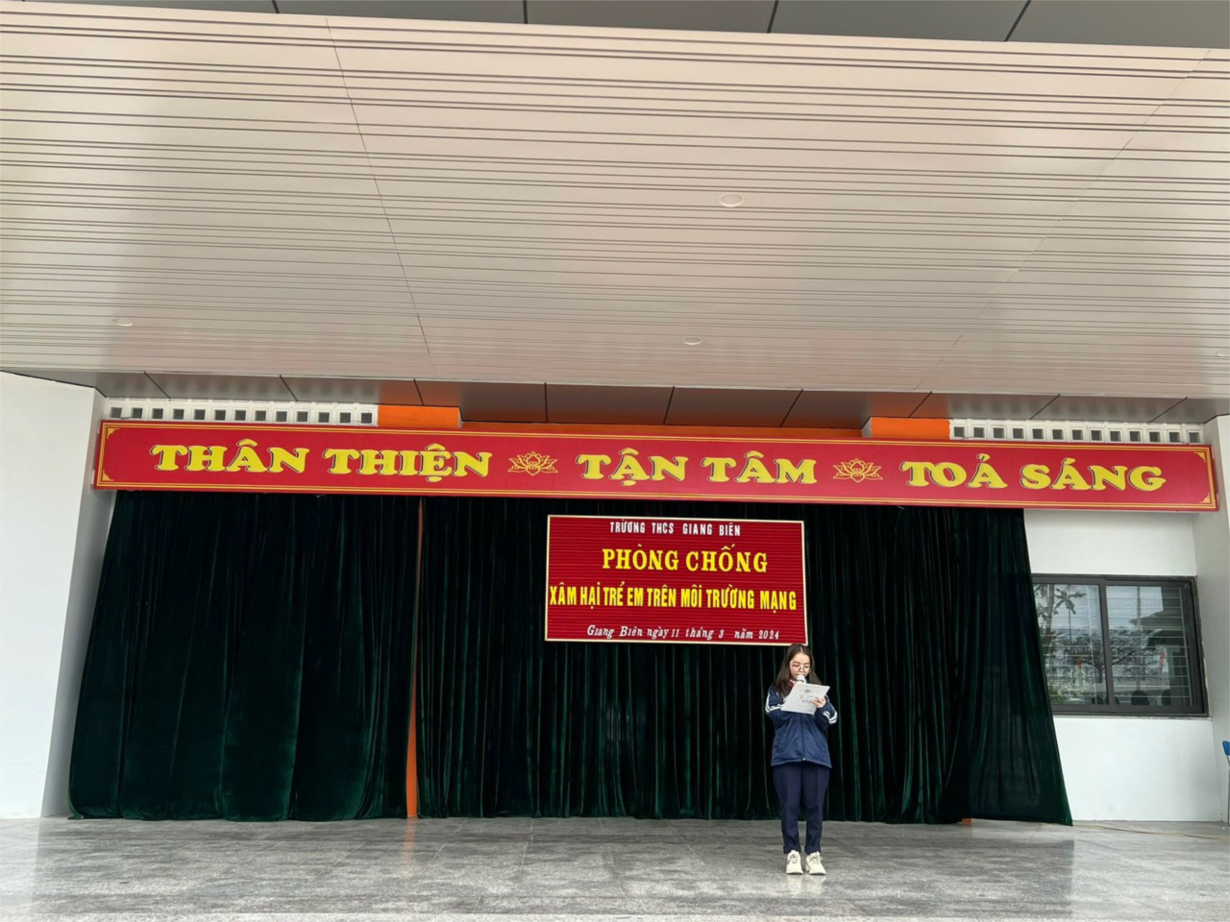 THÂN THIỆN TẬN TÂM TOẢ SÁNG
TRƯỜNG THCS GIANG BIÊN
PHÒNG CHỐNG
XÂM HẠI TRẺ EM TRÊN MÔI TRƯỜNG MẠNG
Giang Biên ngày 11 tháng 3 năm 2024